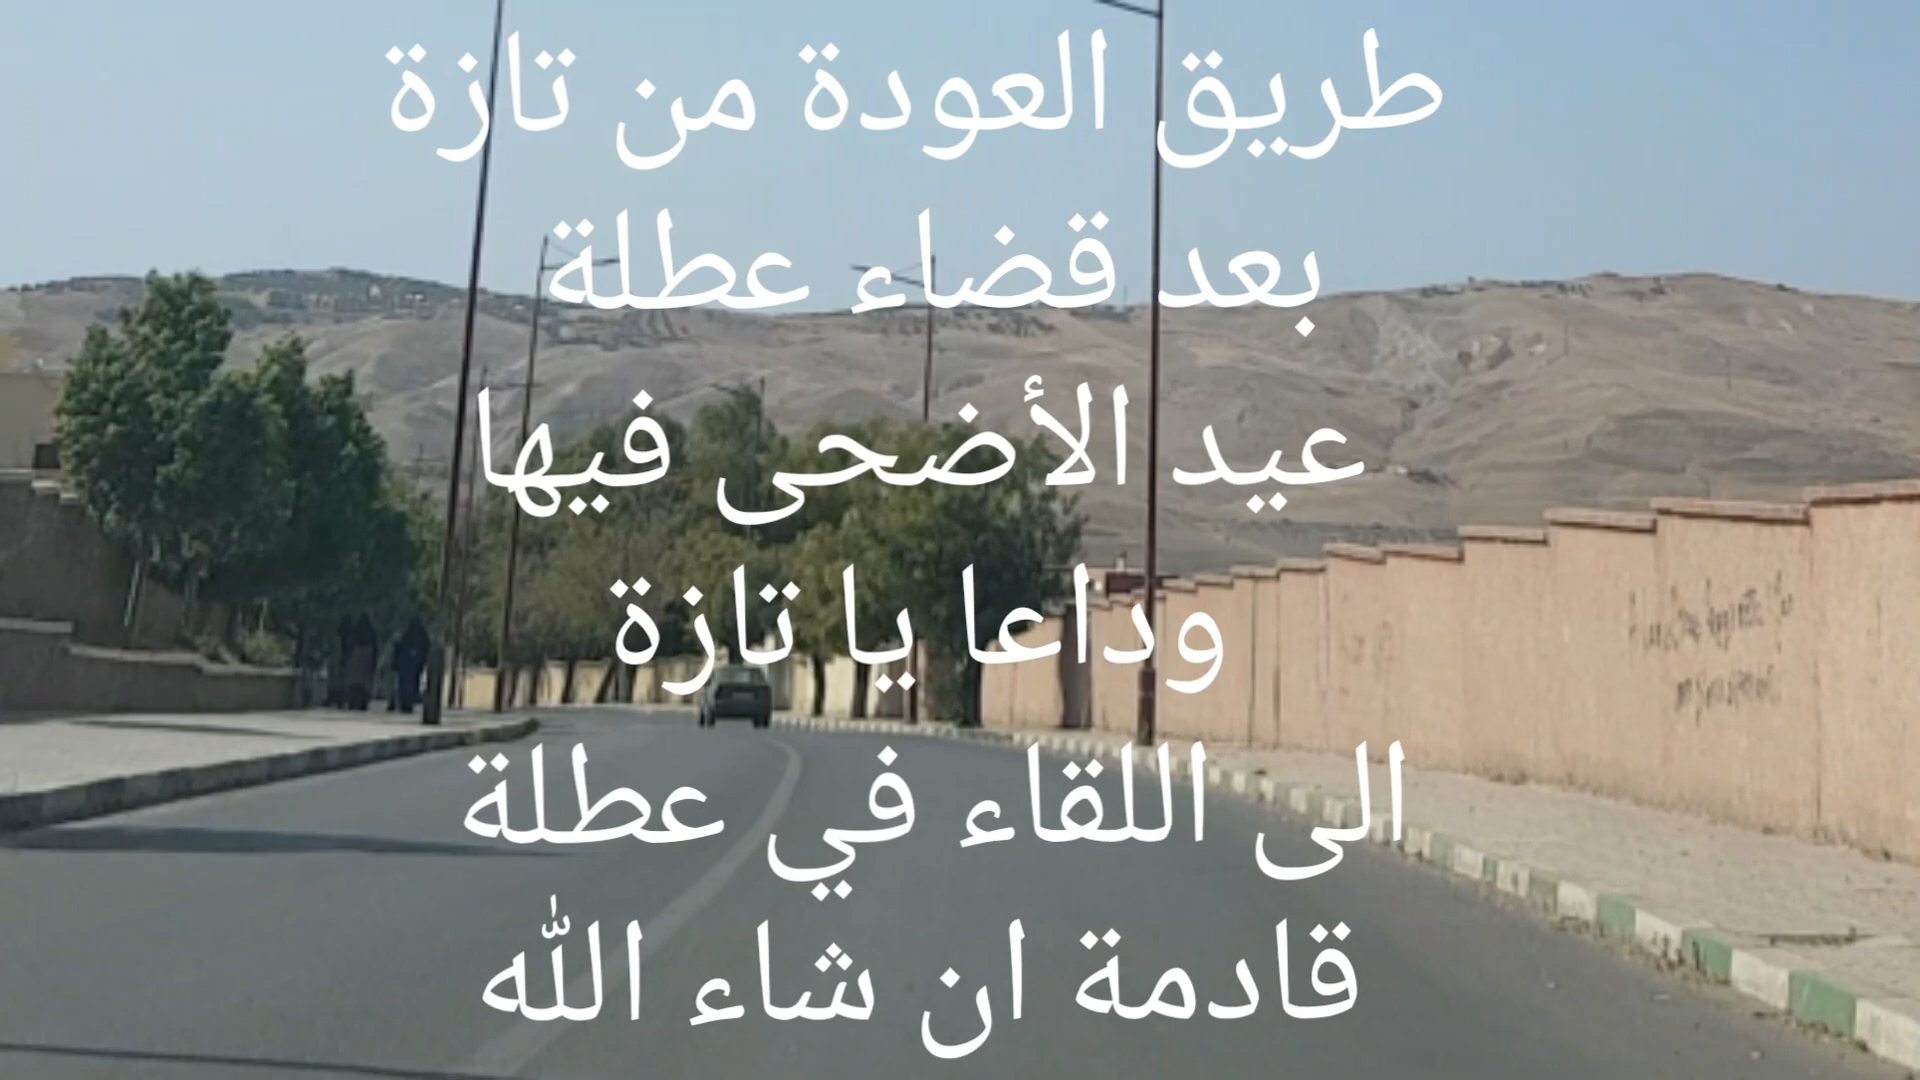 طريق العودة من تازة
بعد قضاء عطلة
عيد الأضحى فيها
وداعا يا تازة
الى اللقاء في عطلة
قادمة ان شاء الله